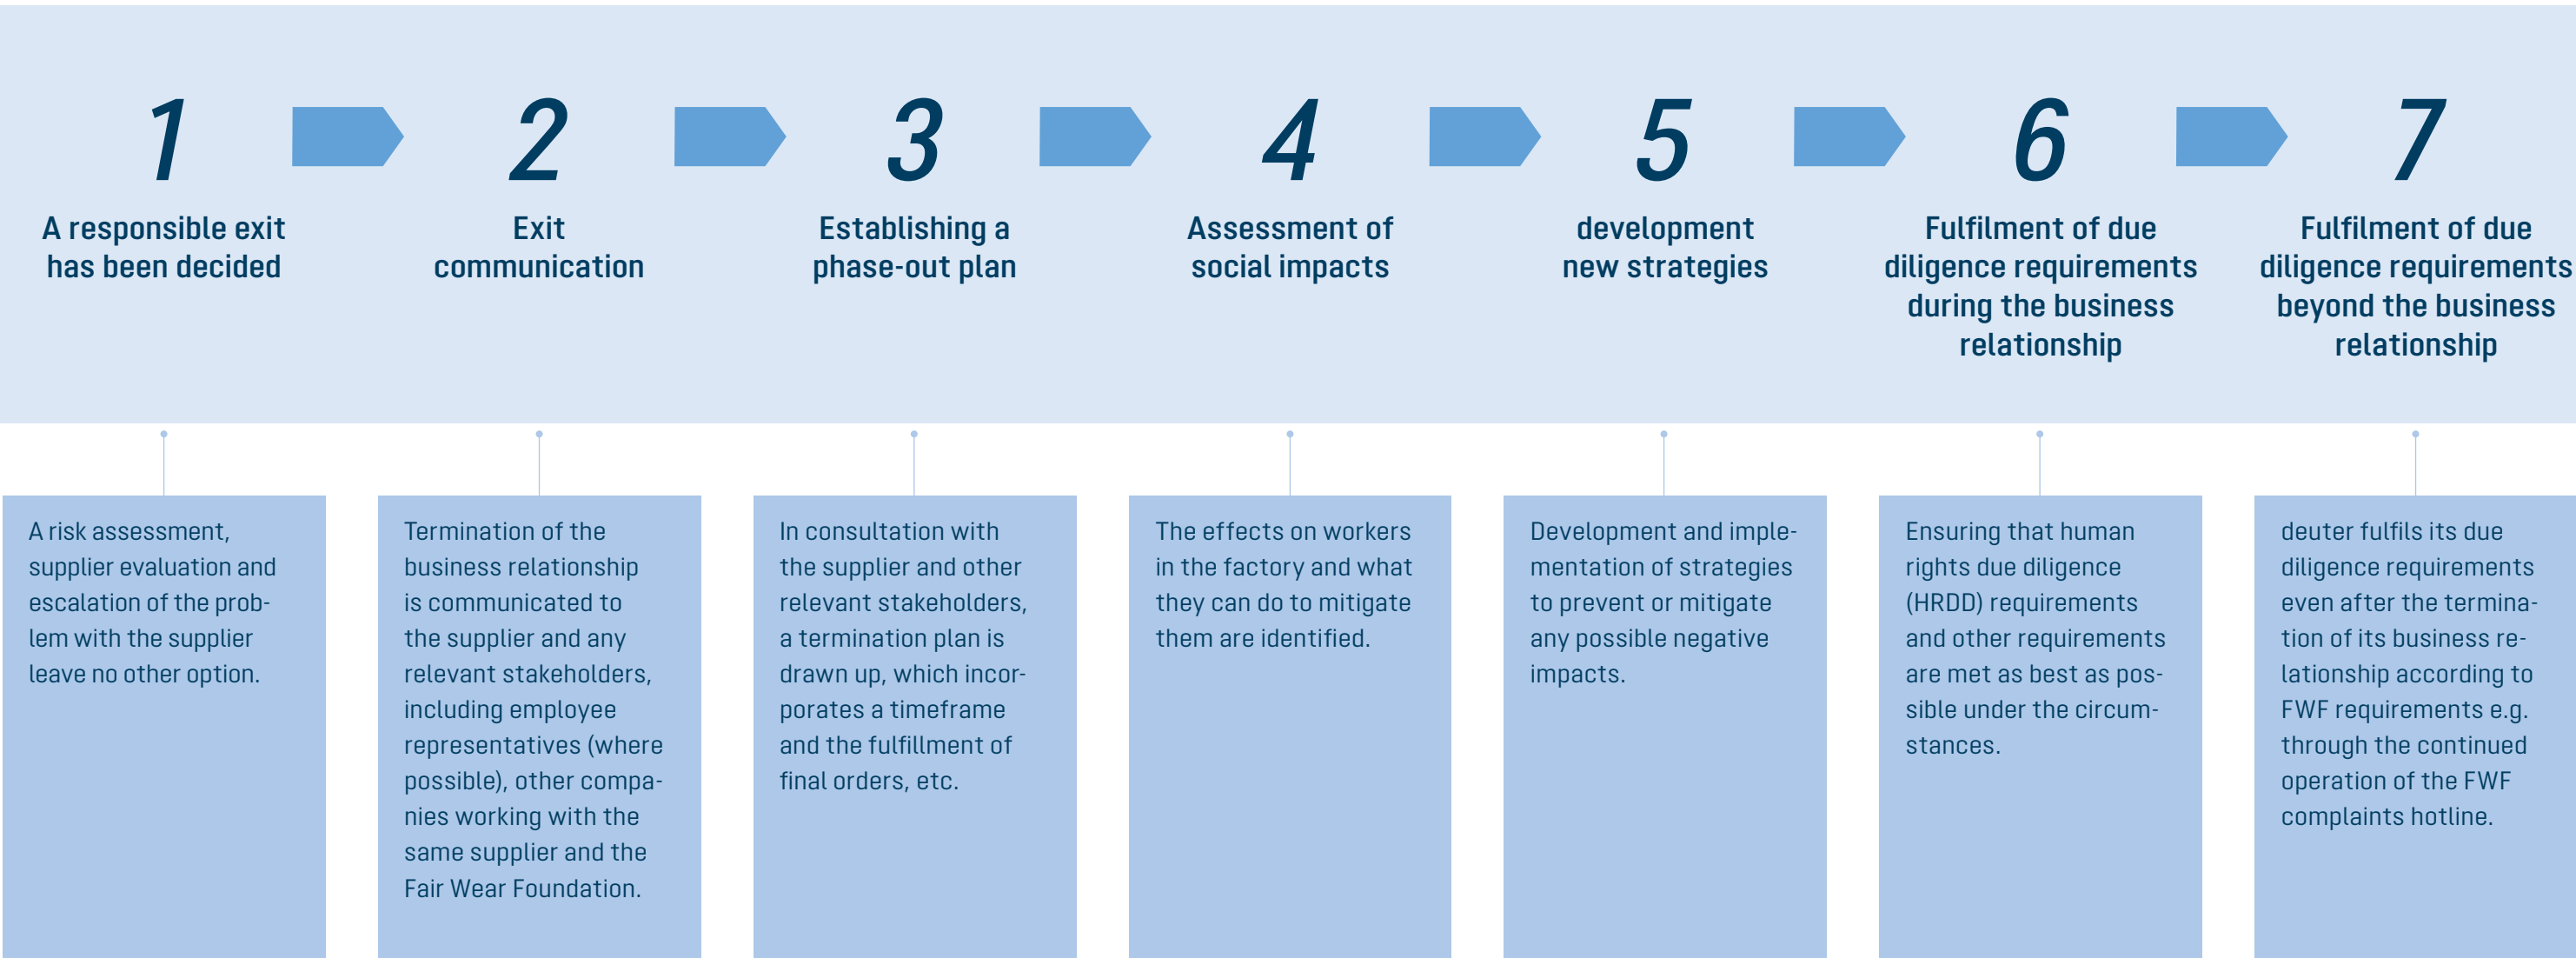 1
A responsible exit
has been decided
A risk assessment,
supplier evaluation and
escalation of the prob-
lem with the supplier
leave no other option.
2
Exit
communication
Termination of the
business relationship
is communicated to
the supplier and any
relevant stakeholders,
including employee
representatives (where
possible), other compa-
nies working with the
same supplier and the
Fair Wear Foundation.
3
Establishing a
phase-out plan
In consultation with
the supplier and other
relevant stakeholders,
a termination plan is
drawn up, which incor-
porates a timeframe
and the fulfillment of
final orders, etc.
4
Assessment of
social impacts
The effects on workers
in the factory and what
they can do to mitigate
them are identified.
5
development
new strategies
Development and imple-
mentation of strategies
to prevent or mitigate
any possible negative
impacts.
6
Fulfilment of due
diligence requirements
during the business
relationship
Ensuring that human
rights due diligence
(HRDD) requirements
and other requirements
are met as best as pos-
sible under the circum-
stances.
7
Fulfilment of due
diligence requirements
beyond the business
relationship
deuter fulfils its due
diligence requirements
even after the termina-
tion of its business re-
lationship according to
FWF requirements e.g.
through the continued
operation of the FWF
complaints hotline.